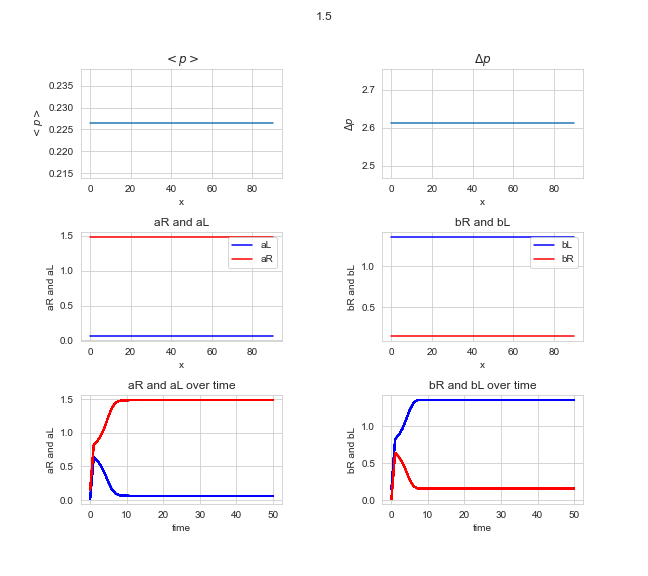 1.5
< p >
Δp
0.235
0.230
0.225
0.220
0.215
< p >
0 20 40 60 80
x
2.7
2.6
2.5
Δp
0 20 40 60 80
x
aR and aL
bR and bL
1.5
1.0
0.5
0.0
aR and aL
aL
aR
0 20 40 60 80
x
1.0
0.5
bR and bL
bL
bR
0 20 40 60 80
x
aR and aL over time
bR and bL over time
1.5
1.0
0.5
0.0
aR and aL
0 10 20 30 40 50
time
1.0
0.5
0.0
bR and bL
0 10 20 30 40 50
time